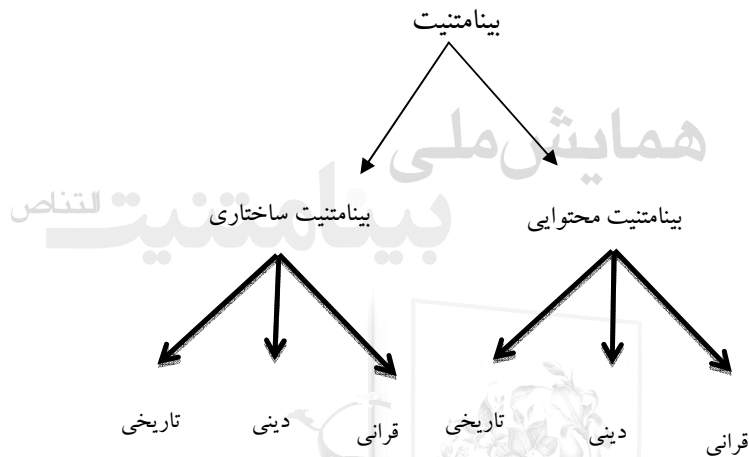 بینامتنیت
همایش ملی
بینامتنیت التناص
بینامتنیت محتوایی
بینامتنیت ساختاری
قرانی
دینی
تاریخی
قرانی
دینی
تاریخی